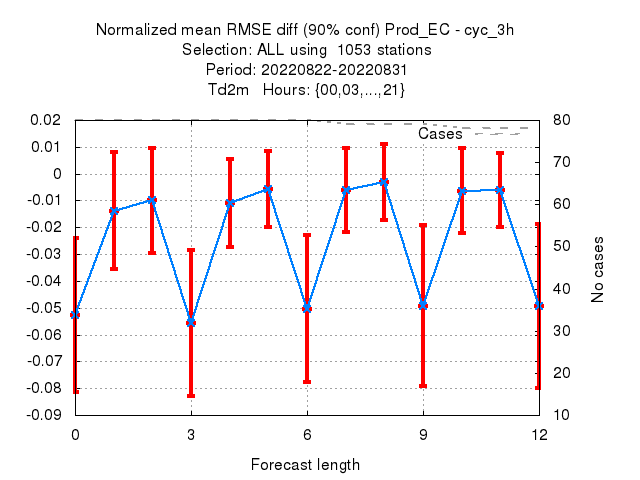 Normalized mean RMSE diff (90% conf) Prod_EC - cyc_3h
Selection: ALL using  1053 stations
Period: 20220822-20220831
Td2m   Hours: {00,03,...,21}
0.02
0.01
0
-0.01
-0.02
-0.03
-0.04
-0.05
-0.06
-0.07
-0.08
-0.09
Cases
80
70
60
50
40
30
20
10
No cases
0 3 6 9 12
Forecast length